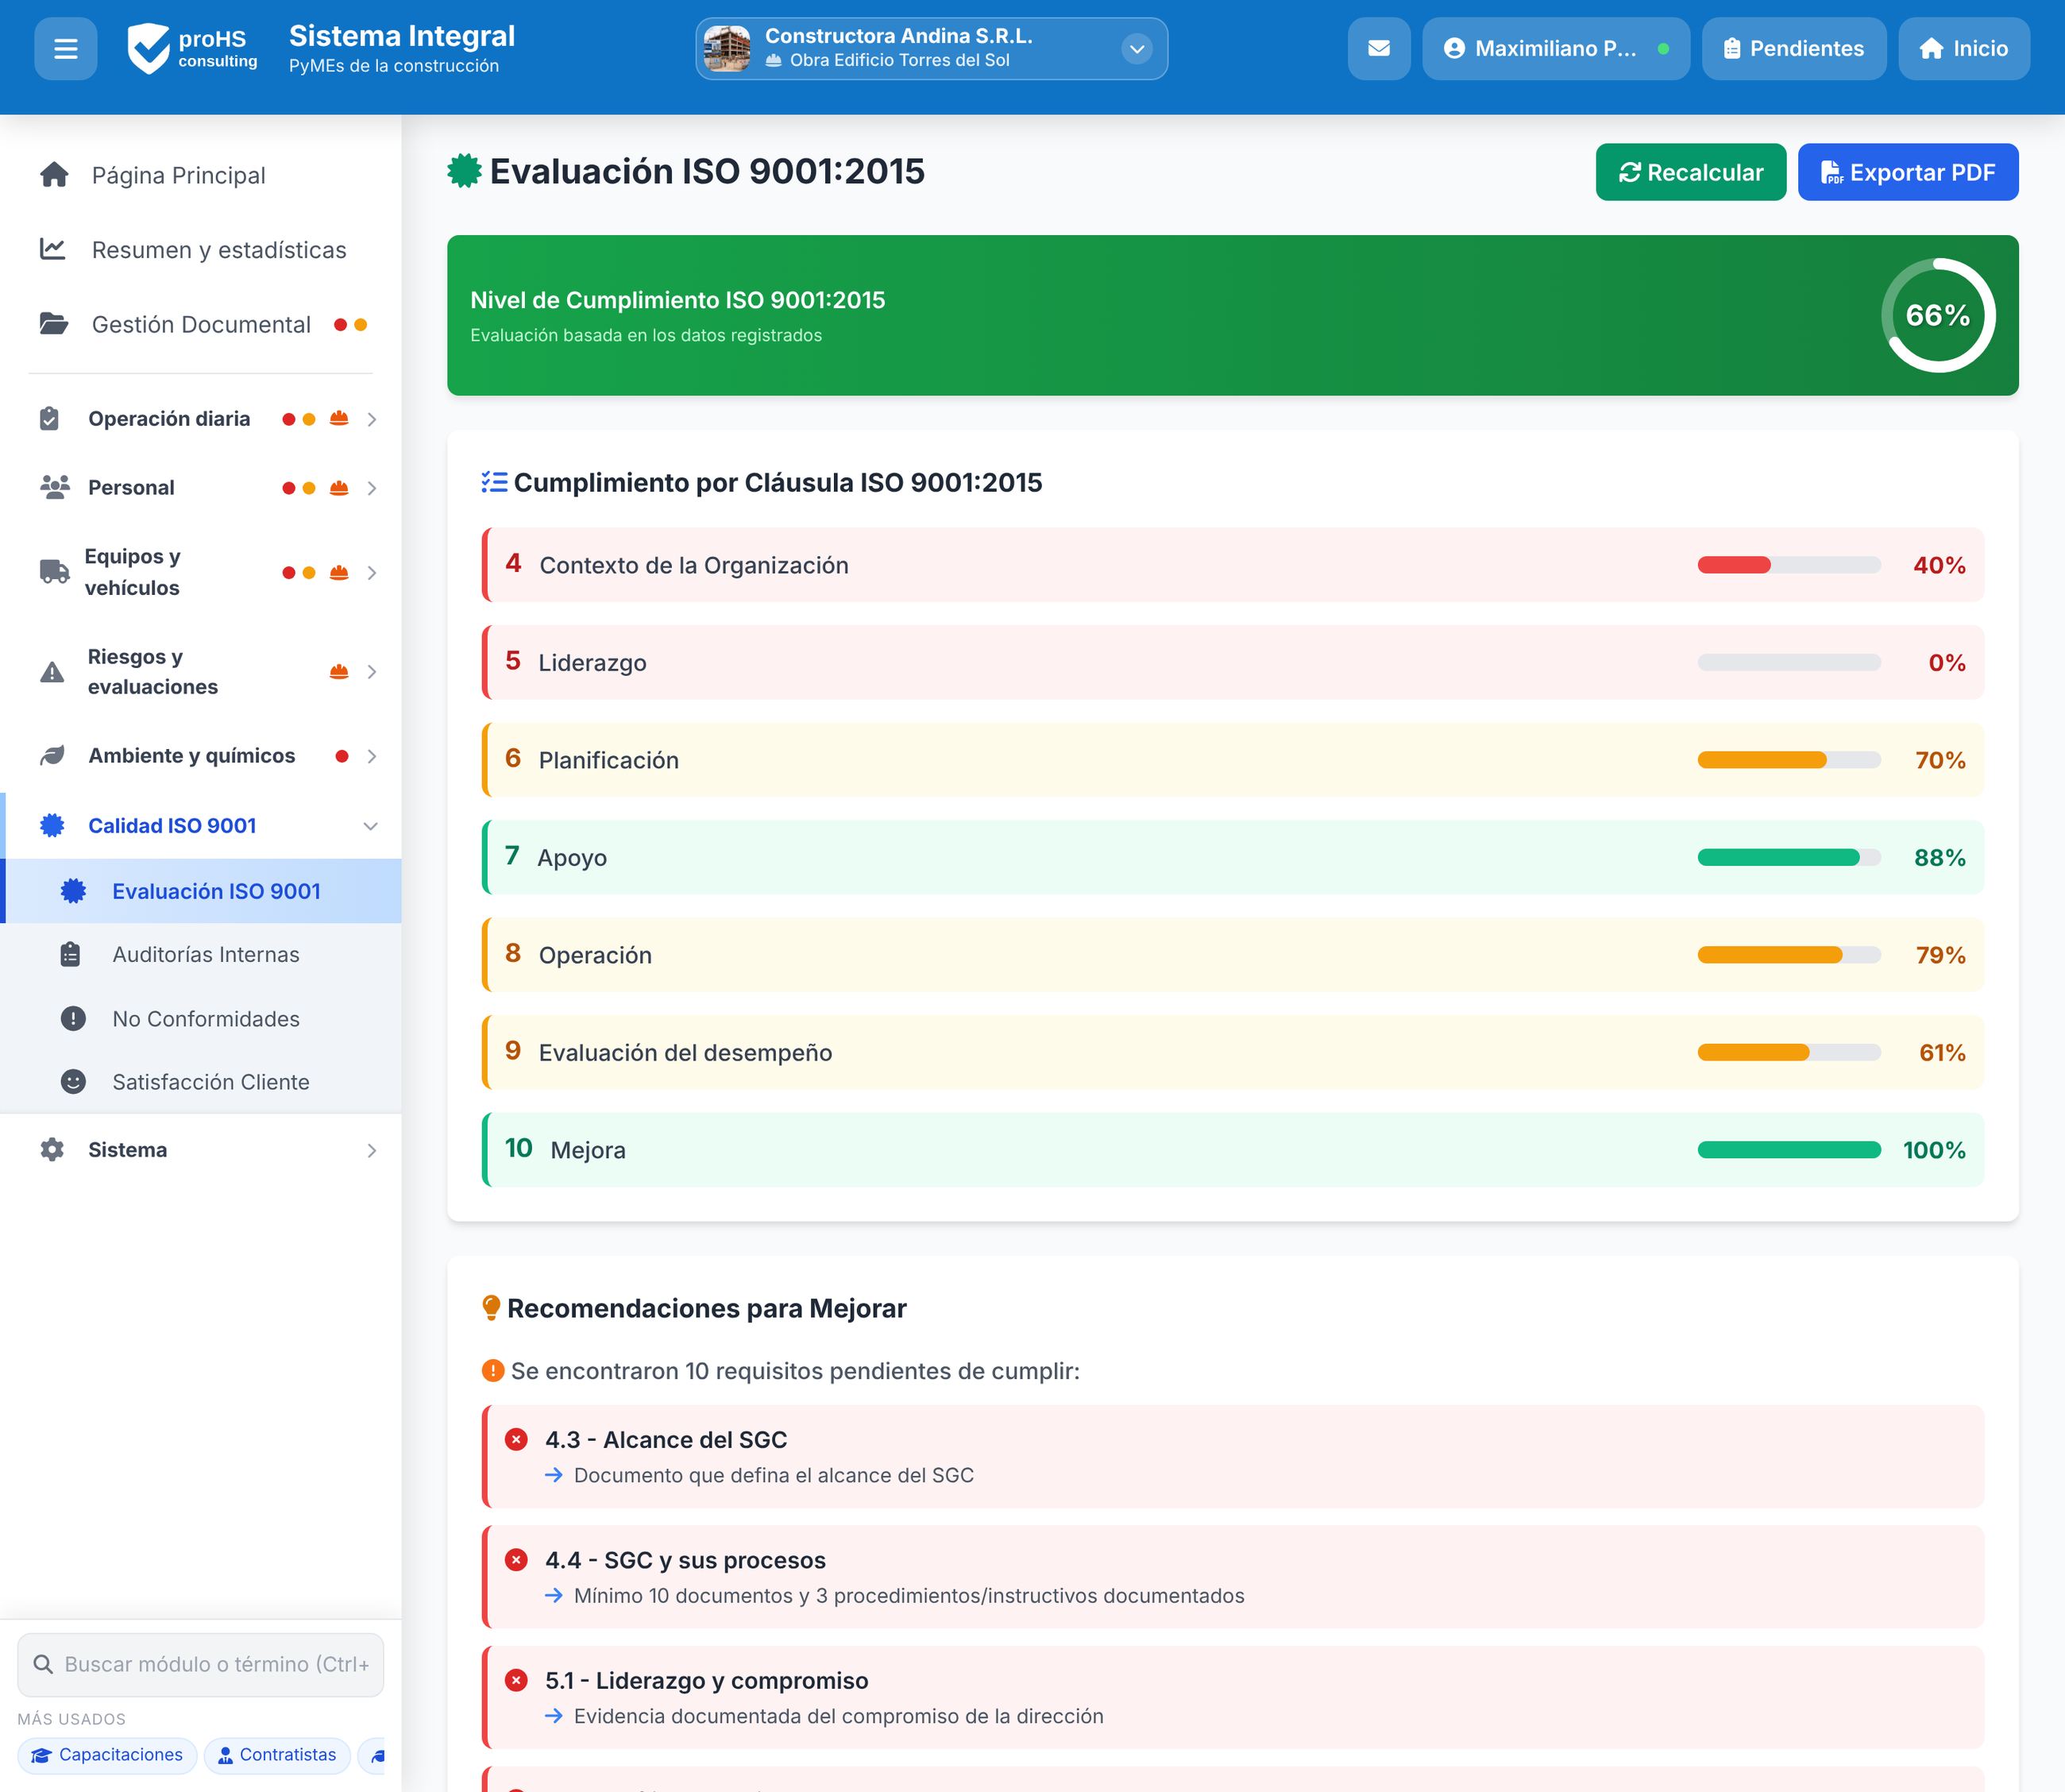 proHS
consulting
Sistema Integral
PyMEs de la construcción
Constructora Andina S.R.L.
Obra Edificio Torres del Sol
Maximiliano P...
Pendientes
Inicio
Página Principal
Resumen y estadísticas
Gestión Documental
Operación diaria
Personal
Equipos y
vehículos
Riesgos y
evaluaciones
Ambiente y químicos
Calidad ISO 9001
Evaluación ISO 9001
Auditorías Internas
No Conformidades
Satisfacción Cliente
Sistema
Buscar módulo o término (Ctrl+
MÁS USADOS
Capacitaciones
Contratistas
Evaluación ISO 9001:2015
Recalcular
PDF Exportar PDF
Nivel de Cumplimiento ISO 9001:2015
Evaluación basada en los datos registrados
66%
Cumplimiento por Cláusula ISO 9001:2015
4 Contexto de la Organización 40%
5 Liderazgo 0%
6 Planificación 70%
7 Apoyo 88%
8 Operación 79%
9 Evaluación del desempeño 61%
10 Mejora 100%
Recomendaciones para Mejorar
Se encontraron 10 requisitos pendientes de cumplir:
4.3 - Alcance del SGC
Documento que defina el alcance del SGC
4.4 - SGC y sus procesos
Mínimo 10 documentos y 3 procedimientos/instructivos documentados
5.1 - Liderazgo y compromiso
Evidencia documentada del compromiso de la dirección